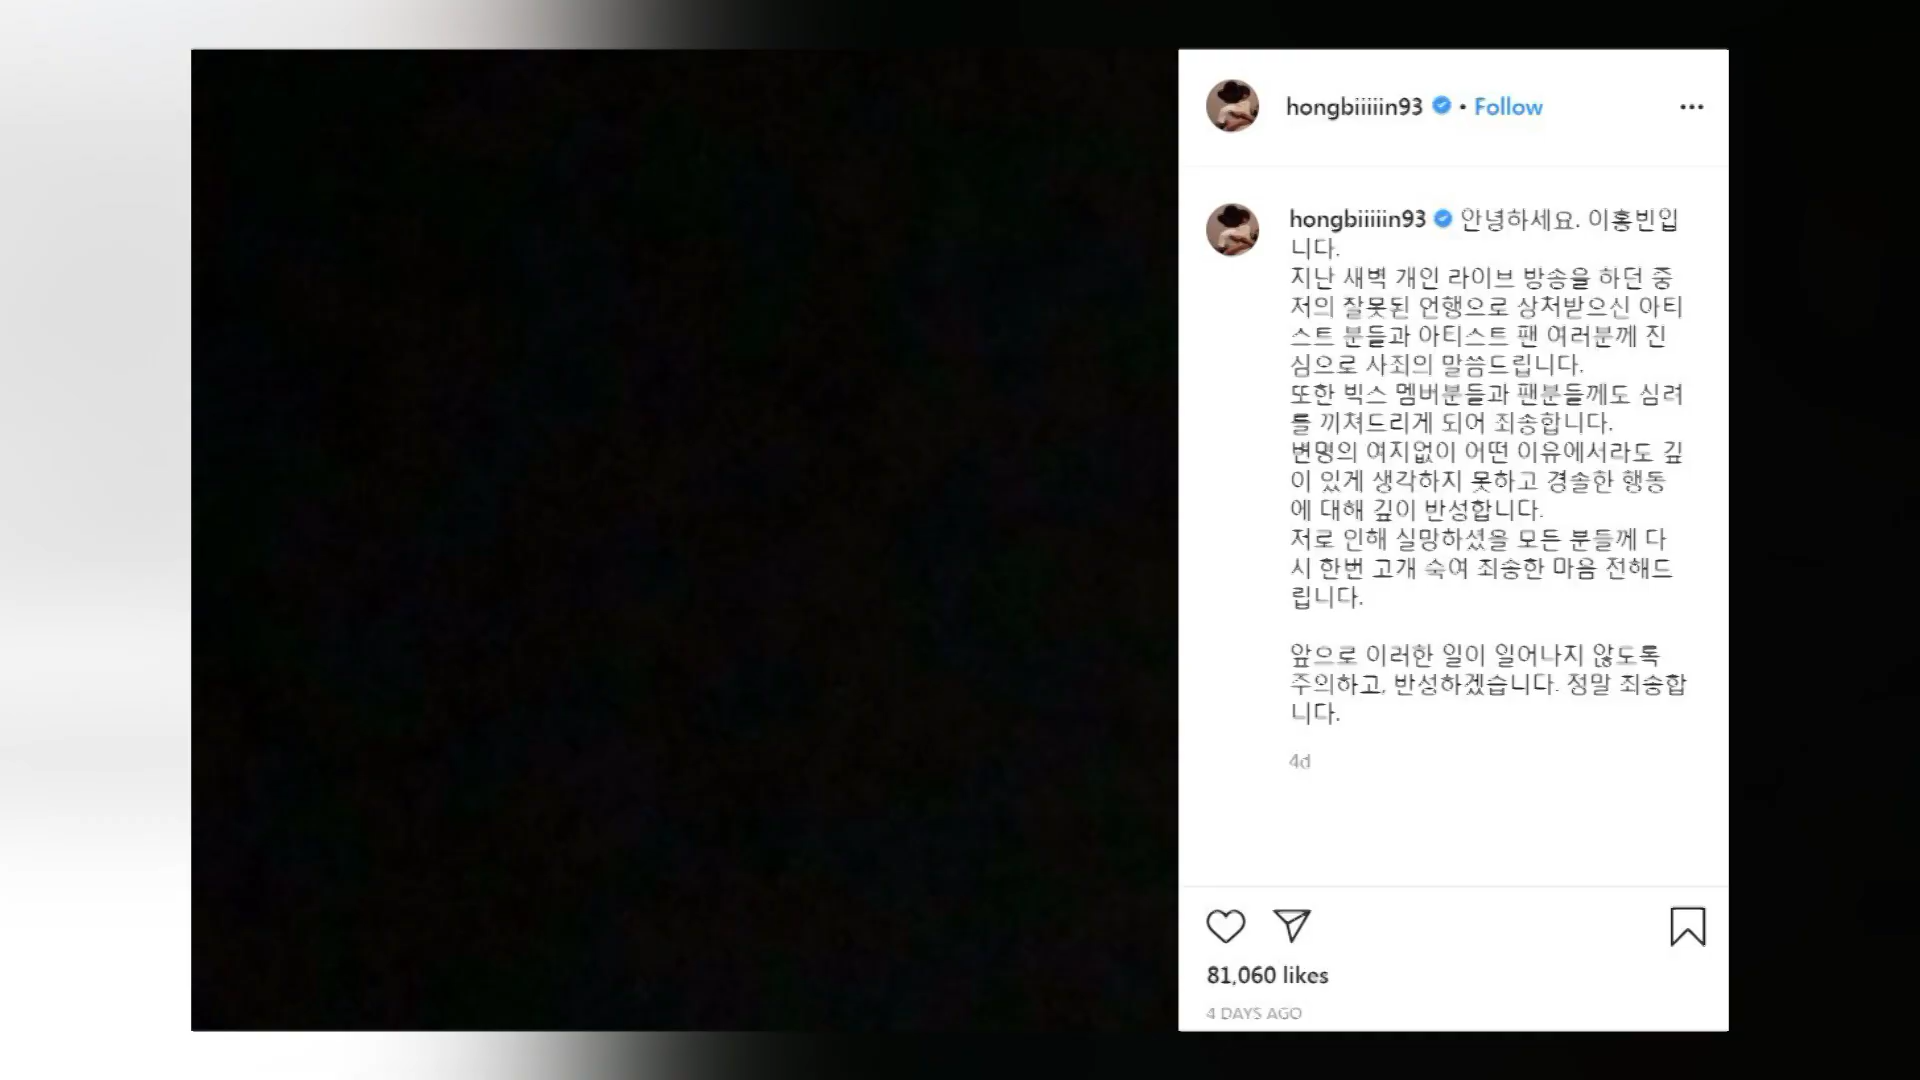 hongbiiiiin93 • Follow
hongbiiiiin93 안녕하세요. 이홍빈입
니다.
지난 새벽 개인 라이브 방송을 하던 중
저의 잘못된 언행으로 상처받으신 아티
스트 분들과 아티스트 팬 여러분께 진
심으로 사죄의 말씀드립니다.
또한 빅스 멤버분들과 팬분들께도 심려
를 끼쳐드리게 되어 죄송합니다.
변명의 여지없이 어떤 이유에서라도 깊
이 있게 생각하지 못하고 경솔한 행동
에 대해 깊이 반성합니다.
저로 인해 실망하셨을 모든 분들께 다
시 한번 고개 숙여 죄송한 마음 전해드
립니다.
앞으로 이러한 일이 일어나지 않도록
주의하고, 반성하겠습니다. 정말 죄송합
니다.
4d
81,060 likes
4 DAYS AGO